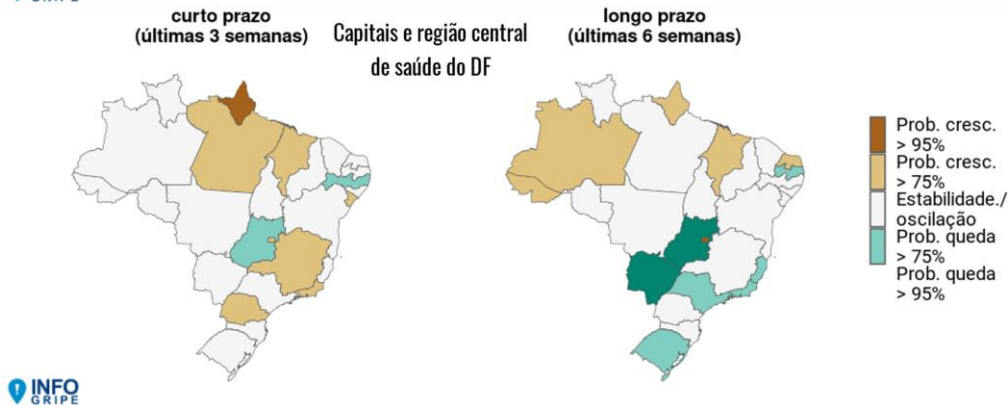 GRIPE
curto prazo
(últimas 3 semanas)
Capitais e região central
de saúde do DF
longo prazo
(últimas 6 semanas)
Prob. cresc.
> 95%
Prob. cresc.
> 75%
Estabilidade./
oscilação
Prob. queda
> 75%
Prob. queda
> 95%
INFO
GRIPE